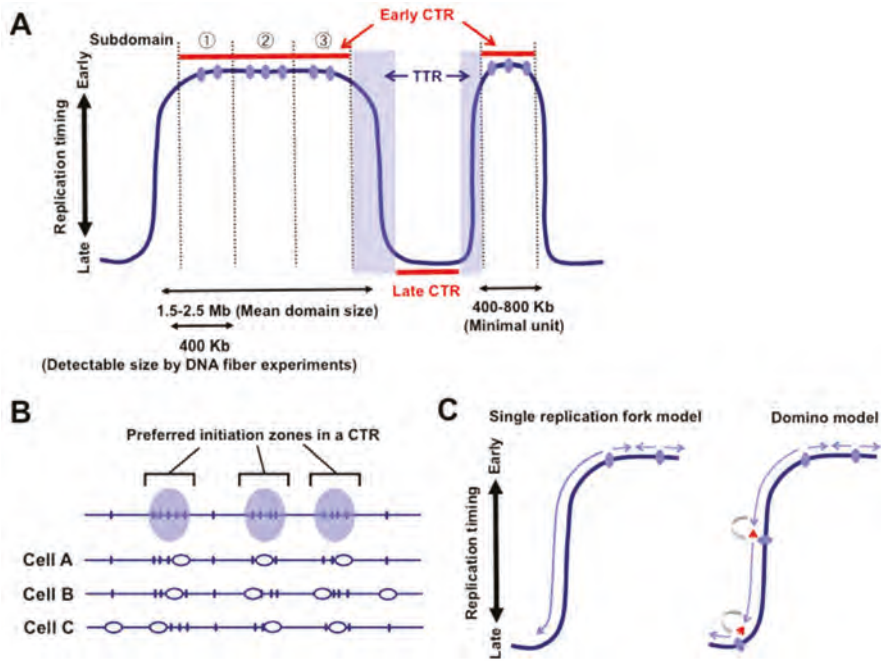 A
Early CTR
Subdomain ① ② ③
TTR
Early
Replication timing
Late
Late CTR
1.5-2.5 Mb (Mean domain size)
400-800 Kb
(Minimal unit)
400 Kb
(Detectable size by DNA fiber experiments)
B
Preferred initiation zones in a CTR
Cell A
Cell B
Cell C
C
Single replication fork model
Domino model
Early
Replication timing
Late